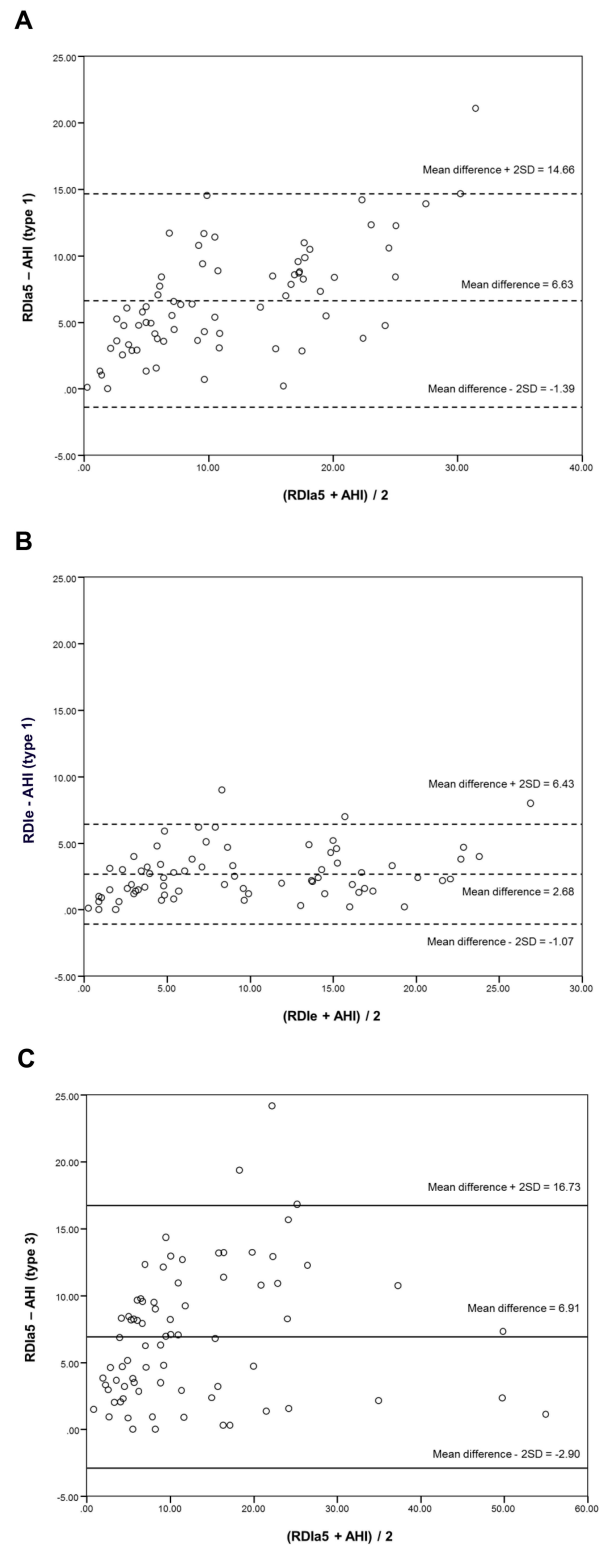 A
25.00
20.00
Mean difference + 2SD = 14.66
15.00
RDIa5 – AHI (type 1)
10.00
Mean difference = 6.63
5.00
Mean difference - 2SD = -1.39
.00
-5.00
.00 10.00 20.00 30.00 40.00
(RDIa5 + AHI) / 2
B
25.00
20.00
15.00
RDIe - AHI (type 1)
10.00
Mean difference + 2SD = 6.43
5.00
Mean difference = 2.68
.00
Mean difference - 2SD = -1.07
-5.00
.00 5.00 10.00 15.00 20.00 25.00 30.00
(RDIe + AHI) / 2
C
25.00
20.00
Mean difference + 2SD = 16.73
15.00
RDIa5 – AHI (type 3)
10.00
Mean difference = 6.91
5.00
.00
Mean difference - 2SD = -2.90
-5.00
.00 10.00 20.00 30.00 40.00 50.00 60.00
(RDIa5 + AHI) / 2